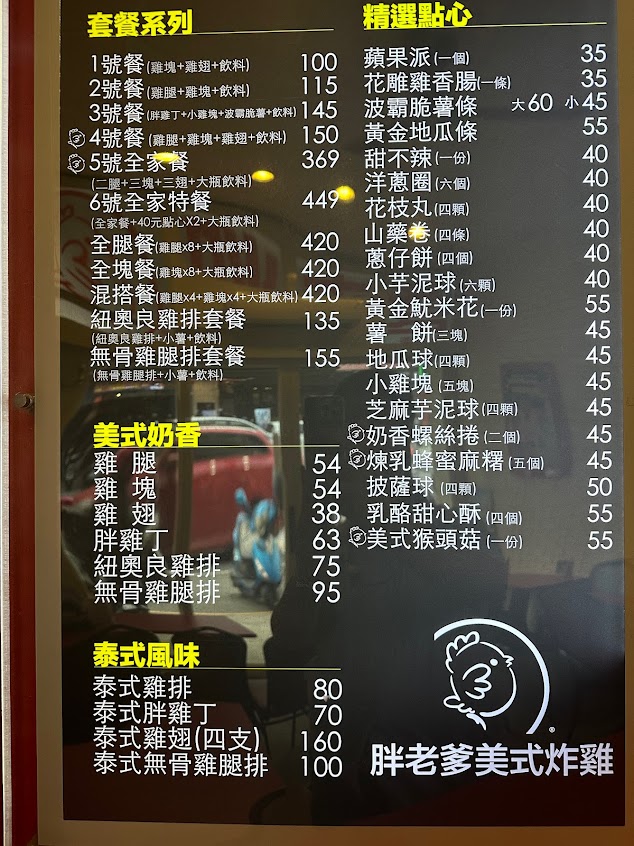 套餐系列
1號餐(雞塊+雞翅+飲料) 100
2號餐(雞腿+雞塊+飲料) 115
3號餐(胖雞丁+小雞塊+波霸脆薯+飲料) 145
4號餐(雞腿+雞塊+雞翅+飲料) 150
5號全家餐 369
(二腿+三塊+三翅+大瓶飲料)
6號全家特餐 449
(全家餐+40元點心X2+大瓶飲料)
全腿餐(雞腿x8+大瓶飲料) 420
全塊餐(雞塊x8+大瓶飲料) 420
混搭餐(雞腿x4+雞塊x4+大瓶飲料) 420
紐奧良雞排套餐 135
(紐奧良雞排+小薯+飲料)
無骨雞腿排套餐 155
(無骨雞腿排+小薯+飲料)
美式奶香
雞 腿 54
雞 塊 54
雞 翅 38
胖雞丁 63
紐奧良雞排 75
無骨雞腿排 95
泰式風味
泰式雞排 80
泰式胖雞丁 70
泰式雞翅(四支) 160
泰式無骨雞腿排 100
精選點心
蘋果派(一個) 35
花雕雞香腸(一條) 35
波霸脆薯條 大60 小45
黃金地瓜條 55
甜不辣(一份) 40
洋蔥圈(六個) 40
花枝丸(四顆) 40
山藥卷(四條) 40
蔥仔餅(四個) 40
小芋泥球(六顆) 40
黃金魷米花(一份) 55
薯 餅(三塊) 45
地瓜球(四顆) 45
小雞塊(五塊) 45
芝麻芋泥球(四顆) 45
奶香螺絲捲(二個) 45
煉乳蜂蜜麻糬(五個) 45
披薩球(四顆) 50
乳酪甜心酥(四個) 55
美式猴頭菇(一份) 55
®
胖老爹美式炸雞